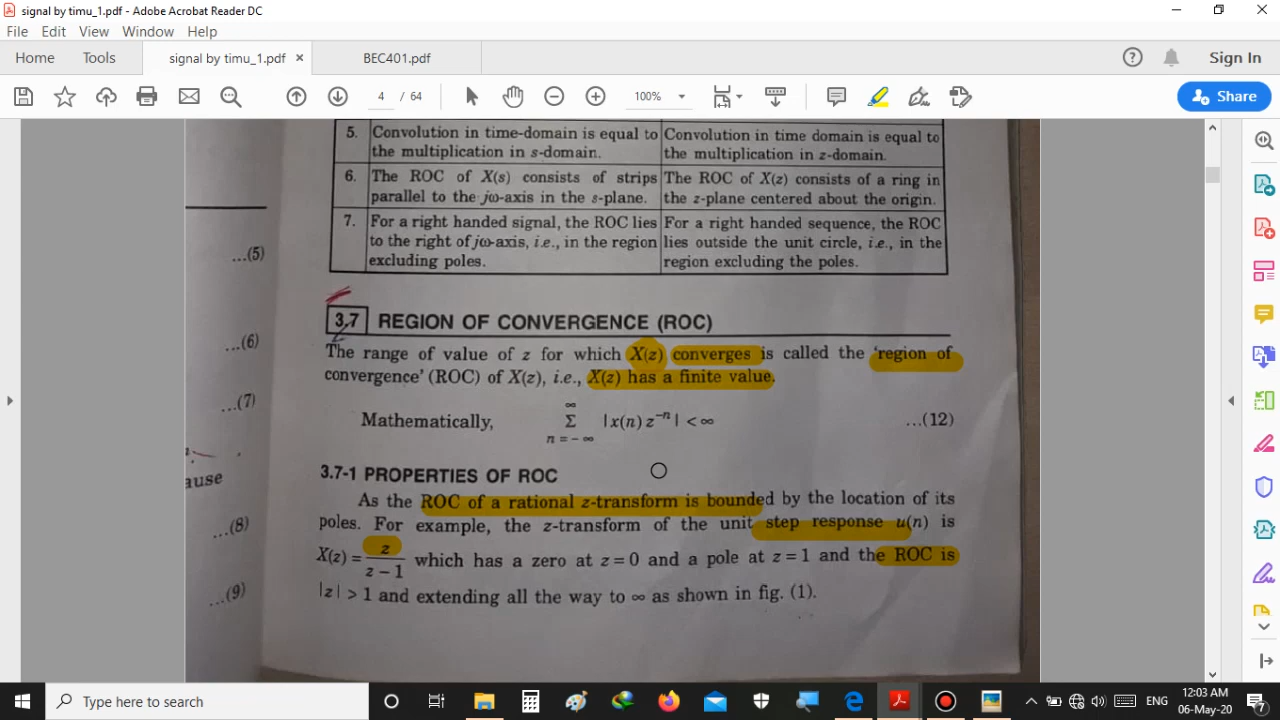 signal by timu_1.pdf - Adobe Acrobat Reader DC
File Edit View Window Help
Home Tools signal by timu_1.pdf × BEC401.pdf Sign In
4 / 64 100% Share
5. Convolution in time-domain is equal to the multiplication in s-domain. Convolution in time domain is equal to the multiplication in z-domain.
6. The ROC of X(s) consists of strips parallel to the jω-axis in the s-plane. The ROC of X(z) consists of a ring in the z-plane centered about the origin.
7. For a right handed signal, the ROC lies to the right of jω-axis, i.e., in the region excluding poles. For a right handed sequence, the ROC lies outside the unit circle, i.e., in the region excluding the poles.
...(5)
...(6)
...(7)
ause
...(8)
...(9)
3.7 REGION OF CONVERGENCE (ROC)
The range of value of z for which X(z) converges is called the 'region of
convergence' (ROC) of X(z), i.e., X(z) has a finite value.
Mathematically, ∞ Σ n = – ∞ | x(n) z⁻ⁿ | < ∞ ...(12)
3.7-1 PROPERTIES OF ROC
As the ROC of a rational z-transform is bounded by the location of its
poles. For example, the z-transform of the unit step response u(n) is
X(z) = z / z – 1 which has a zero at z = 0 and a pole at z = 1 and the ROC is
|z| > 1 and extending all the way to ∞ as shown in fig. (1).
Type here to search
ENG 12:03 AM 06-May-20 7